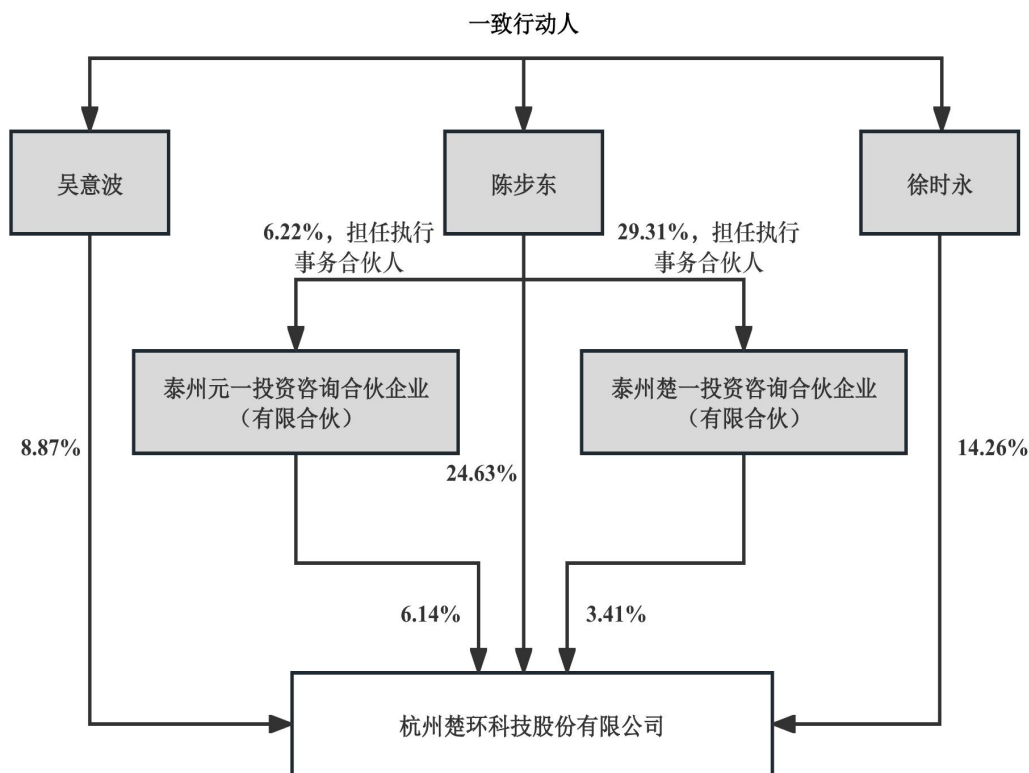 一致行动人
吴意波
陈步东
徐时永
6.22%，担任执行
事务合伙人
29.31%，担任执行
事务合伙人
泰州元一投资咨询合伙企业
（有限合伙）
泰州楚一投资咨询合伙企业
（有限合伙）
8.87%
24.63%
14.26%
6.14%
3.41%
杭州楚环科技股份有限公司